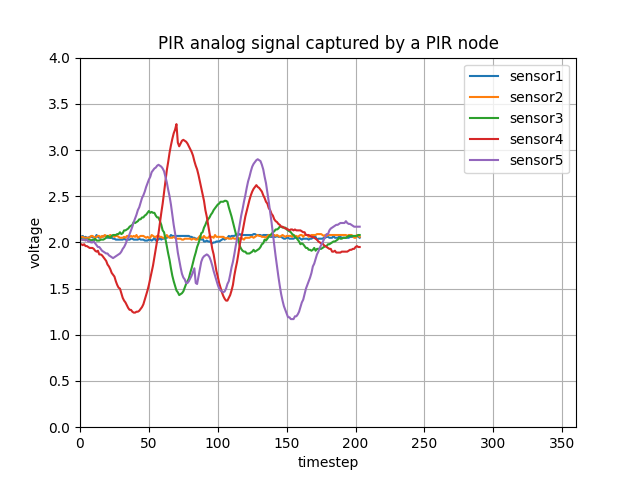 PIR analog signal captured by a PIR node
4.0
3.5
3.0
2.5
2.0
1.5
1.0
0.5
0.0
voltage
sensor1
sensor2
sensor3
sensor4
sensor5
0 50 100 150 200 250 300 350
timestep